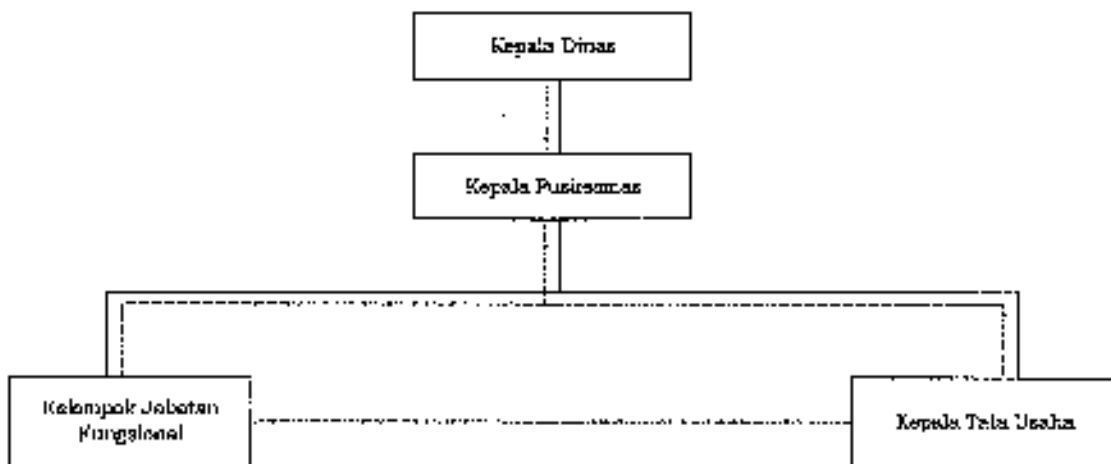 Kepala Dinas
Kepala Puskesmas
Kelompok Jabatan
Fungsional
Kepala Tata Usaha